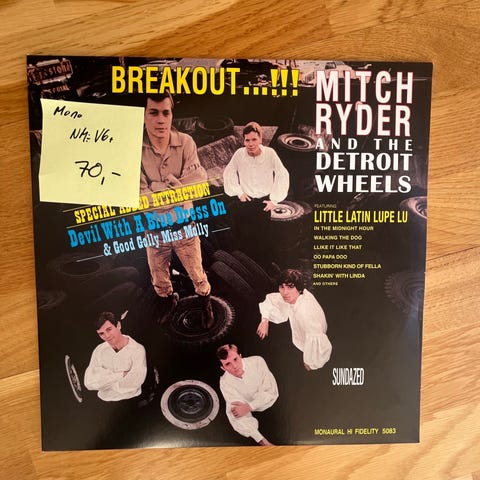 BREAKOUT...!!!
MITCH
RYDER
AND THE
DETROIT
WHEELS
Mono
70,-
SPECIAL ADDED ATTRACTION
Devil With A Blue Dress On
& Good Golly Miss Molly
FEATURING
LITTLE LATIN LUPE LU
IN THE MIDNIGHT HOUR
WALKING THE DOG
I LIKE IT LIKE THAT
OO PAPA DOO
STUBBORN KIND OF FELLA
SHAKIN' WITH LINDA
AND OTHERS
SUNDAZED
MONAURAL HI FIDELITY 5083